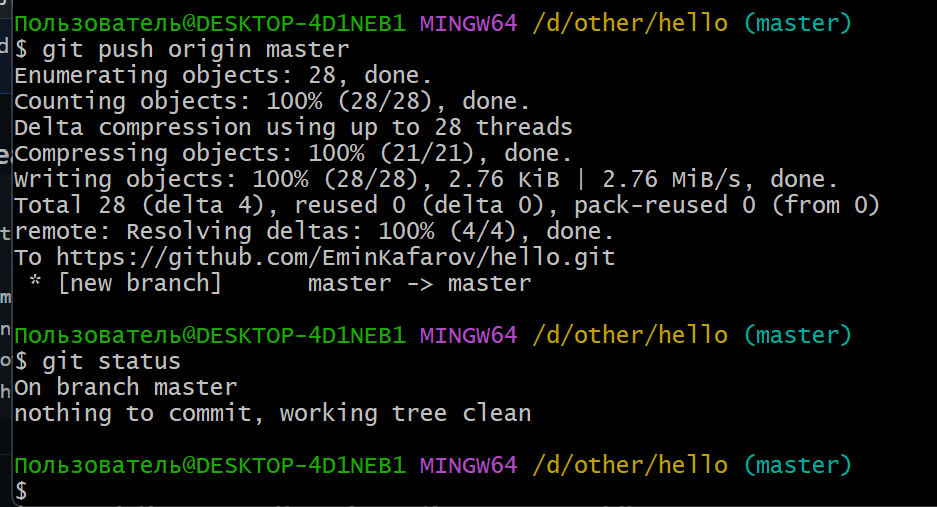 Пользователь@DESKTOP-4D1NEB1 MINGW64 /d/other/hello (master)
$ git push origin master
Enumerating objects: 28, done.
Counting objects: 100% (28/28), done.
Delta compression using up to 28 threads
Compressing objects: 100% (21/21), done.
Writing objects: 100% (28/28), 2.76 KiB | 2.76 MiB/s, done.
Total 28 (delta 4), reused 0 (delta 0), pack-reused 0 (from 0)
remote: Resolving deltas: 100% (4/4), done.
To https://github.com/EminKafarov/hello.git
 * [new branch]      master -> master
Пользователь@DESKTOP-4D1NEB1 MINGW64 /d/other/hello (master)
$ git status
On branch master
nothing to commit, working tree clean
Пользователь@DESKTOP-4D1NEB1 MINGW64 /d/other/hello (master)
$